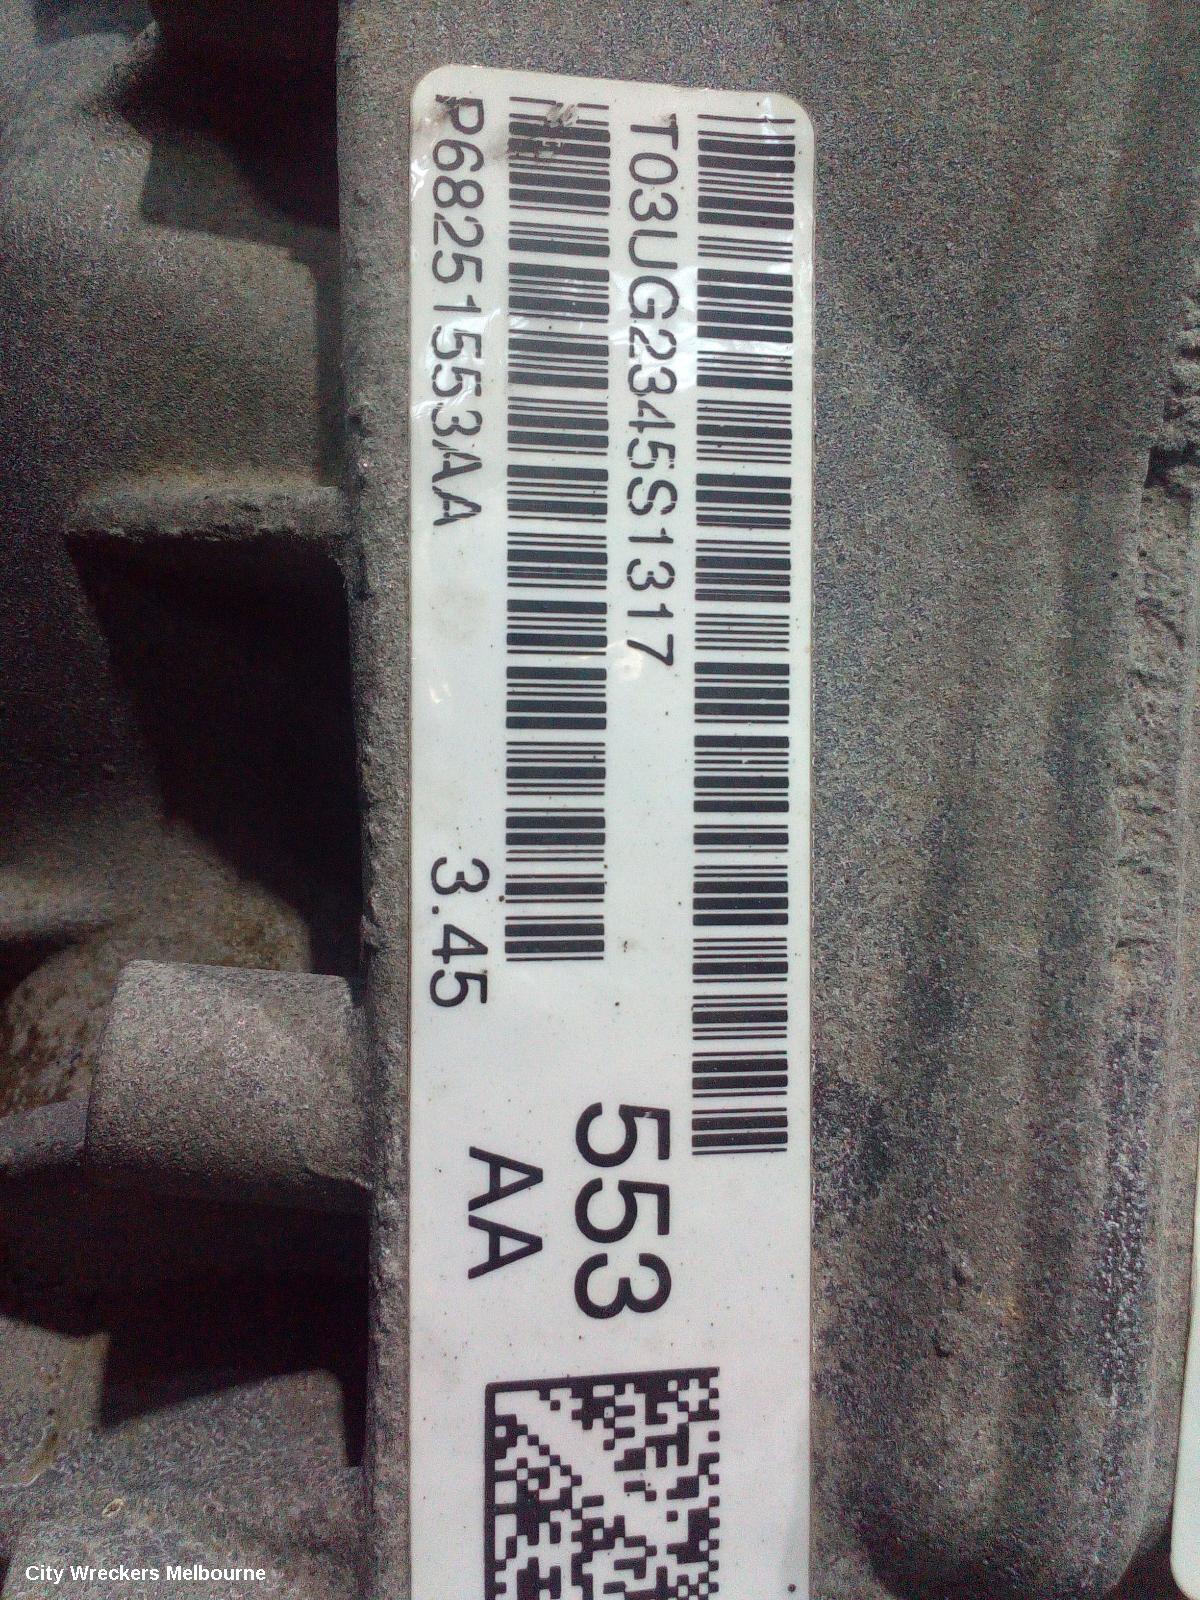 T03UG2345S1317
P68251553AA
3.45
553
AA
City Wreckers Melbourne